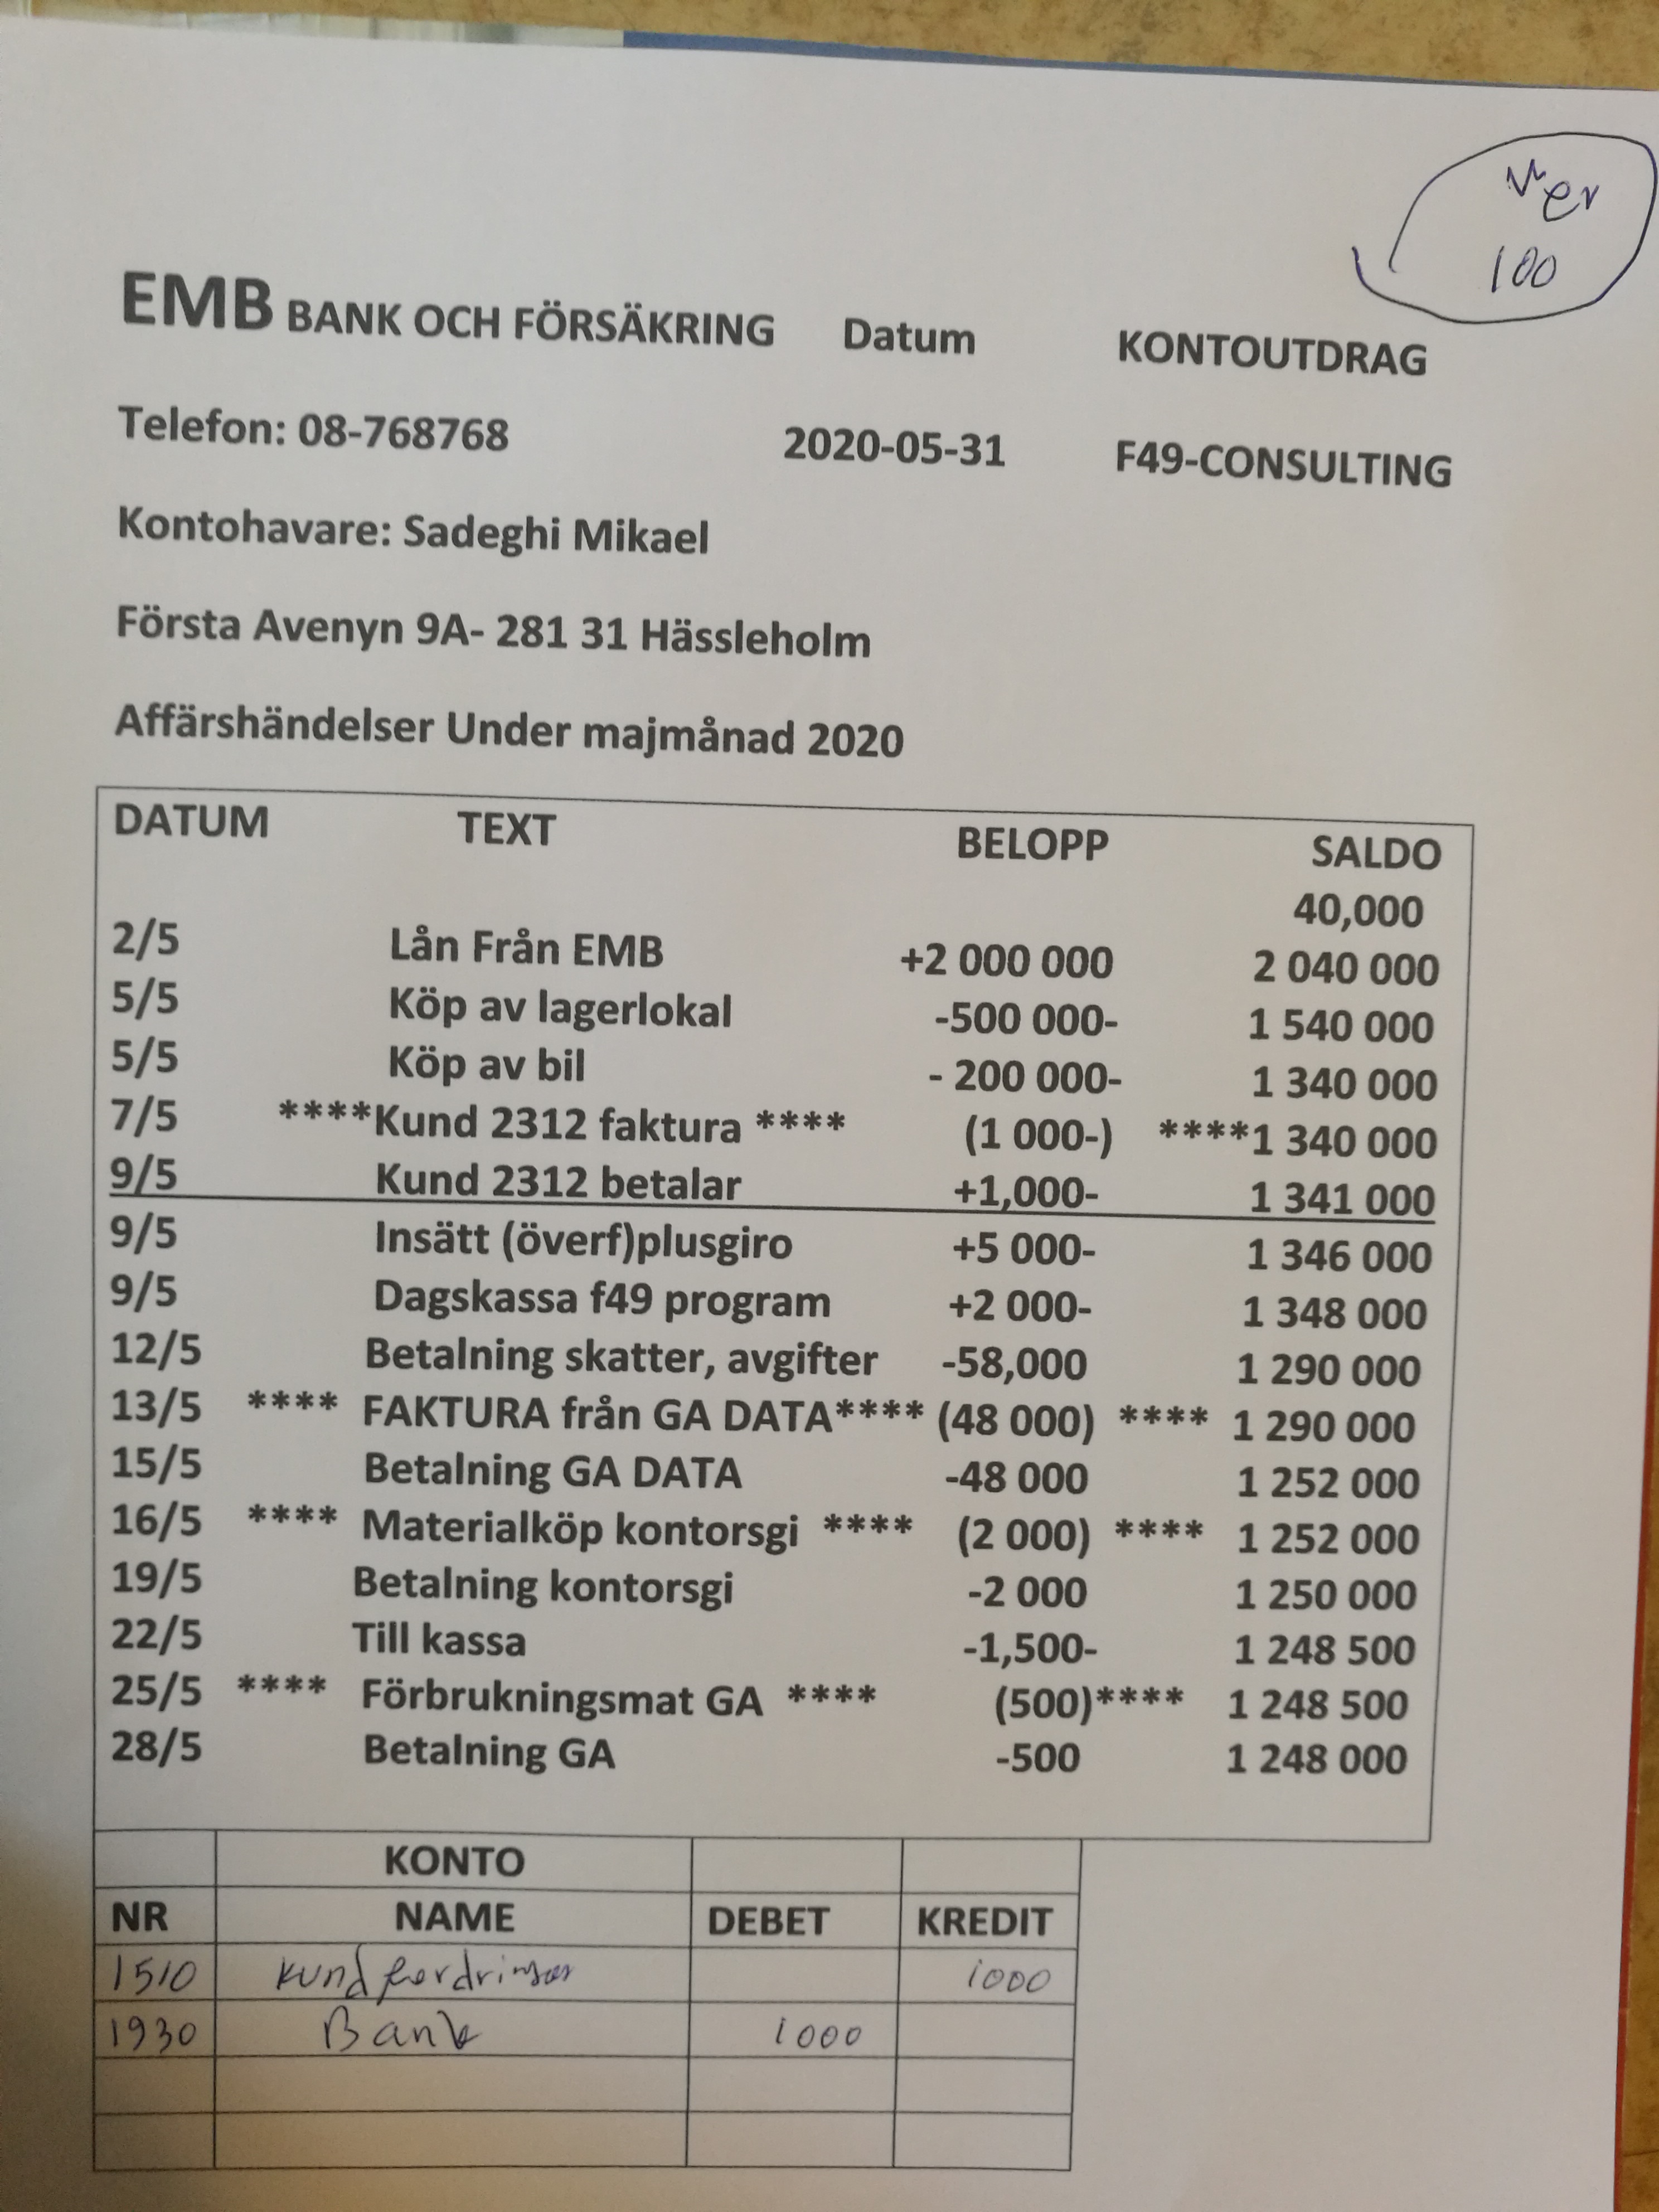 Ver
100
EMB BANK OCH FÖRSÄKRING Datum KONTOUTDRAG
Telefon: 08-768768 2020-05-31 F49-CONSULTING
Kontohavare: Sadeghi Mikael
Första Avenyn 9A- 281 31 Hässleholm
Affärshändelser Under majmånad 2020
DATUM TEXT BELOPP SALDO
40,000
2/5 Lån Från EMB +2 000 000 2 040 000
5/5 Köp av lagerlokal -500 000- 1 540 000
5/5 Köp av bil - 200 000- 1 340 000
7/5 ****Kund 2312 faktura **** (1 000-) ****1 340 000
9/5 Kund 2312 betalar +1,000- 1 341 000
9/5 Insätt (överf)plusgiro +5 000- 1 346 000
9/5 Dagskassa f49 program +2 000- 1 348 000
12/5 Betalning skatter, avgifter -58,000 1 290 000
13/5 **** FAKTURA från GA DATA**** (48 000) **** 1 290 000
15/5 Betalning GA DATA -48 000 1 252 000
16/5 **** Materialköp kontorsgi **** (2 000) **** 1 252 000
19/5 Betalning kontorsgi -2 000 1 250 000
22/5 Till kassa -1,500- 1 248 500
25/5 **** Förbrukningsmat GA **** (500)**** 1 248 500
28/5 Betalning GA -500 1 248 000
KONTO
NR NAME DEBET KREDIT
1510 kundfordringar 1000
1930 Bank 1000